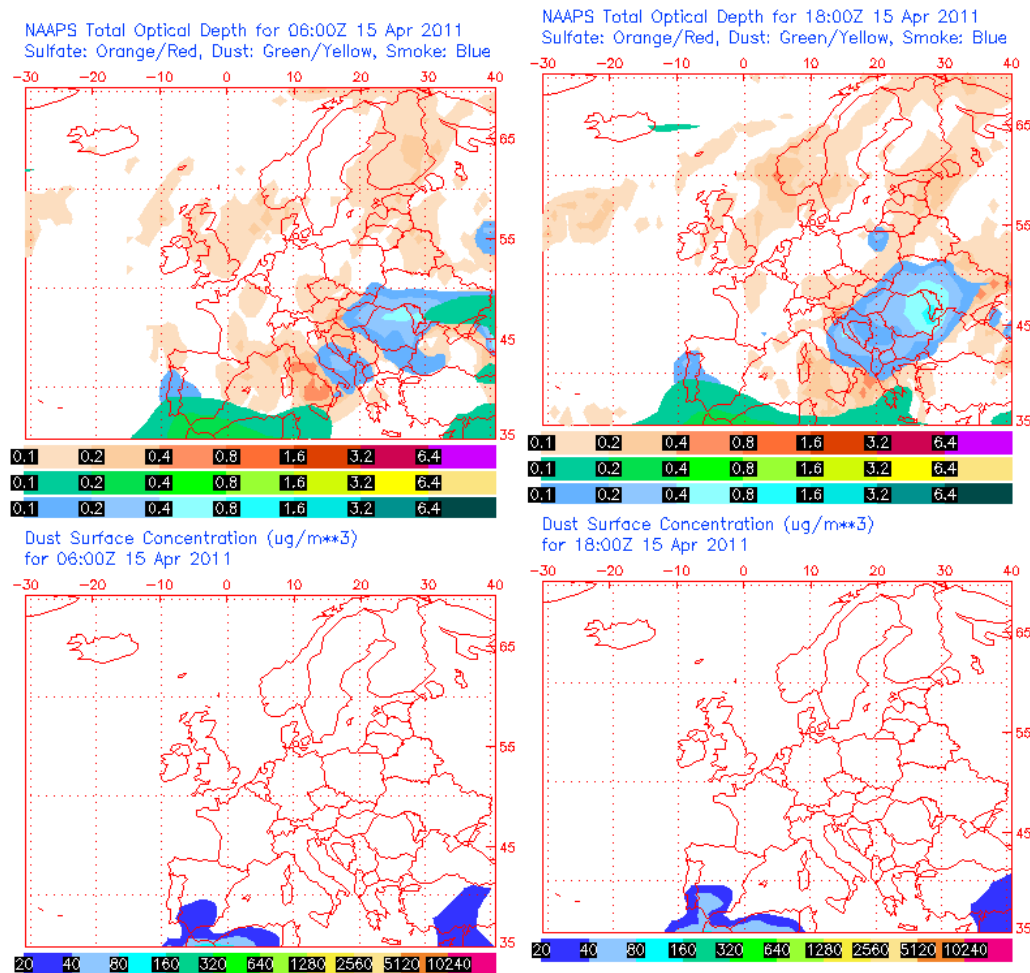 NAAPS Total Optical Depth for 06:00Z 15 Apr 2011
Sulfate: Orange/Red, Dust: Green/Yellow, Smoke: Blue
-30 -20 -10 0 10 20 30 40
65
55
45
35
0.1 0.2 0.4 0.8 1.6 3.2 6.4
0.1 0.2 0.4 0.8 1.6 3.2 6.4
0.1 0.2 0.4 0.8 1.6 3.2 6.4
NAAPS Total Optical Depth for 18:00Z 15 Apr 2011
Sulfate: Orange/Red, Dust: Green/Yellow, Smoke: Blue
-30 -20 -10 0 10 20 30 40
65
55
45
35
0.1 0.2 0.4 0.8 1.6 3.2 6.4
0.1 0.2 0.4 0.8 1.6 3.2 6.4
0.1 0.2 0.4 0.8 1.6 3.2 6.4
Dust Surface Concentration (ug/m**3)
for 06:00Z 15 Apr 2011
-30 -20 -10 0 10 20 30 40
65
55
45
35
20 40 80 160 320 640 1280 2560 5120 10240
Dust Surface Concentration (ug/m**3)
for 18:00Z 15 Apr 2011
-30 -20 -10 0 10 20 30 40
65
55
45
35
20 40 80 160 320 640 1280 2560 5120 10240